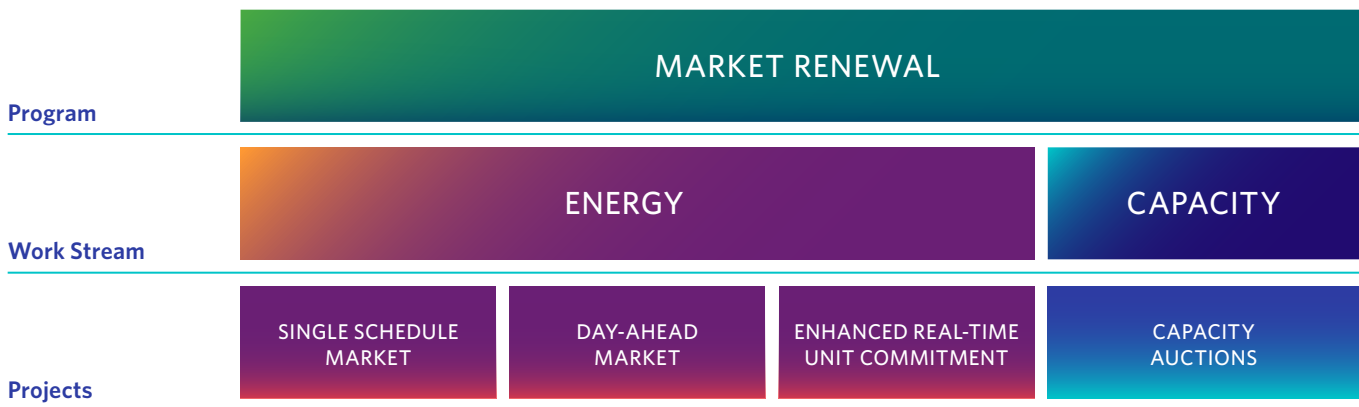 MARKET RENEWAL
Program
ENERGY
CAPACITY
Work Stream
SINGLE SCHEDULE
MARKET
DAY-AHEAD
MARKET
ENHANCED REAL-TIME
UNIT COMMITMENT
CAPACITY
AUCTIONS
Projects